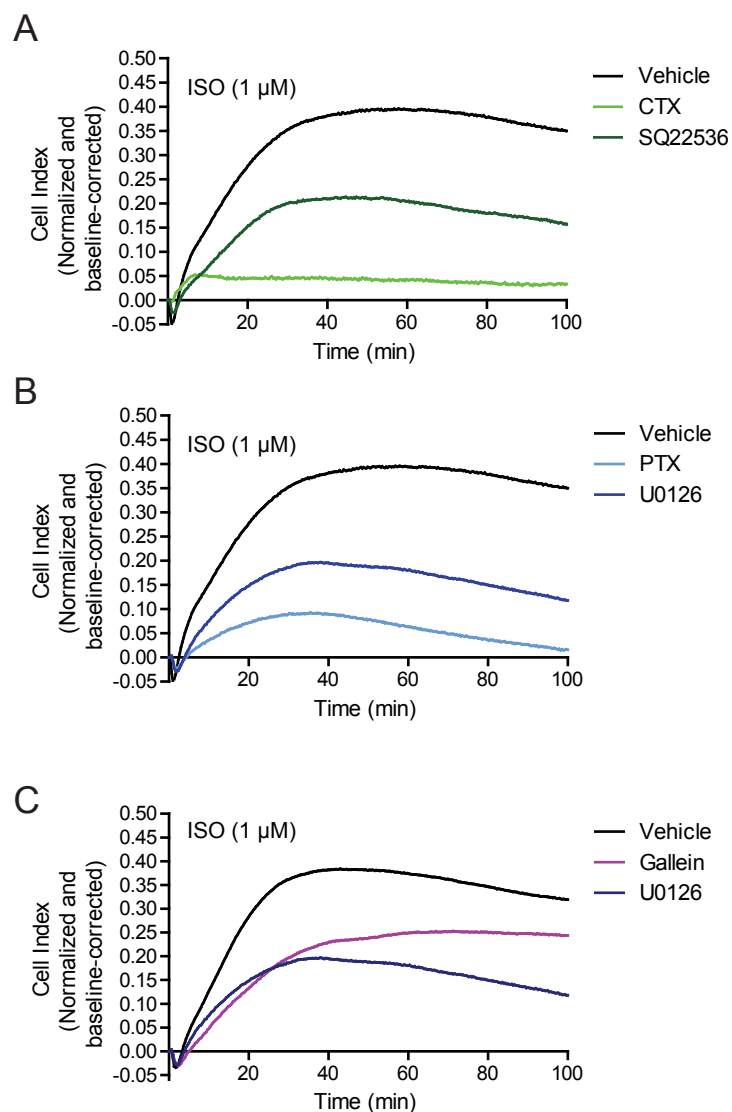 A
0.50
0.45
0.40
0.35
0.30
0.25
0.20
0.15
0.10
0.05
0.00
-0.05
Cell Index
(Normalized and
baseline-corrected)
ISO (1 µM)
20
40
60
80
100
Time (min)
Vehicle
CTX
SQ22536
B
0.50
0.45
0.40
0.35
0.30
0.25
0.20
0.15
0.10
0.05
0.00
-0.05
Cell Index
(Normalized and
baseline-corrected)
ISO (1 µM)
20
40
60
80
100
Time (min)
Vehicle
PTX
U0126
C
0.50
0.45
0.40
0.35
0.30
0.25
0.20
0.15
0.10
0.05
0.00
-0.05
Cell Index
(Normalized and
baseline-corrected)
ISO (1 µM)
20
40
60
80
100
Time (min)
Vehicle
Gallein
U0126